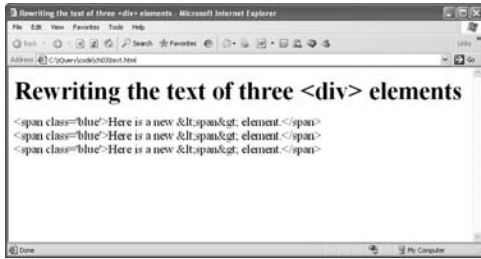 Rewriting the text of three <div> elements - Microsoft Internet Explorer
File Edit View Favorites Tools Help
Back Search Favorites Links
Address C:\jQuery\code\ch03\text.html Go
Rewriting the text of three <div> elements
<span class='blue'>Here is a new &lt;span&gt; element.</span>
<span class='blue'>Here is a new &lt;span&gt; element.</span>
<span class='blue'>Here is a new &lt;span&gt; element.</span>
Done My Computer